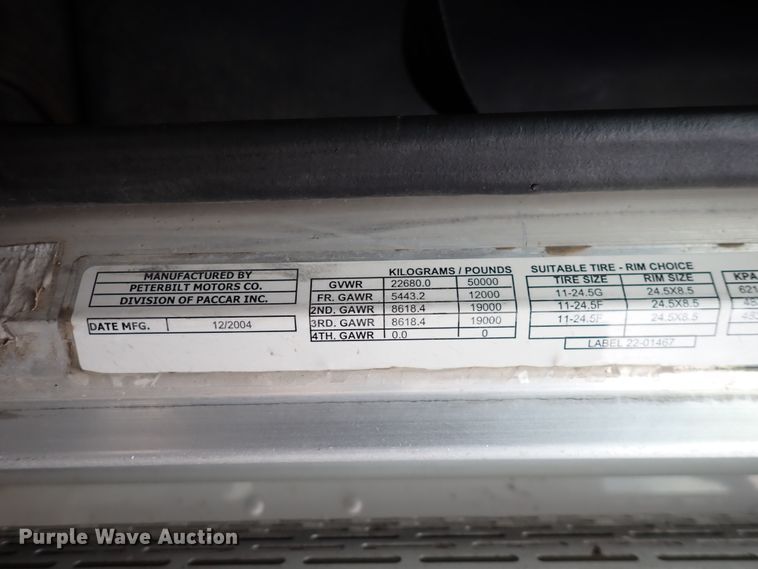 MANUFACTURED BY
PETERBILT MOTORS CO.
DIVISION OF PACCAR INC.
DATE MFG. 12/2004
KILOGRAMS / POUNDS
GVWR 22680.0 50000
FR. GAWR 5443.2 12000
2ND. GAWR 8618.4 19000
3RD. GAWR 8618.4 19000
4TH. GAWR 0.0 0
SUITABLE TIRE - RIM CHOICE
TIRE SIZE RIM SIZE
11-24.5G 24.5X8.5
11-24.5F 24.5X8.5
11-24.5F 24.5X8.5
LABEL 22-01467
KPA
621
48
483
Purple Wave Auction